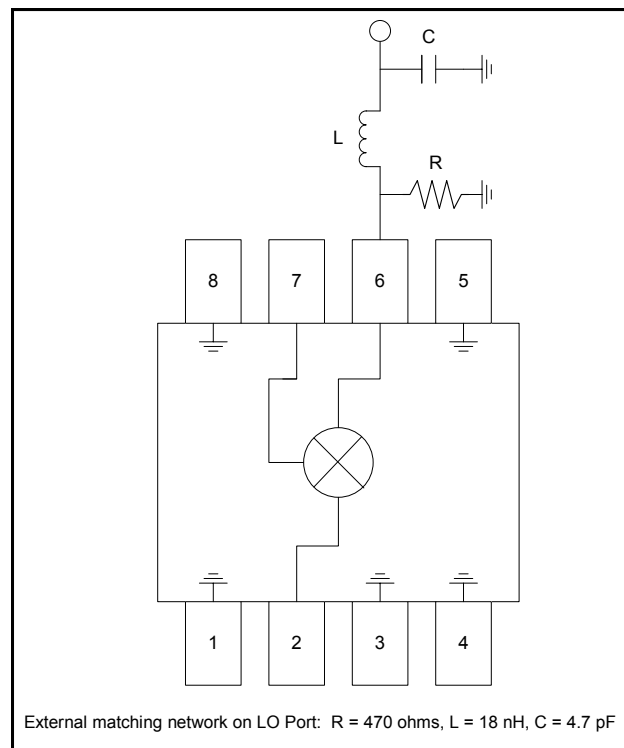 C
L
R
8 7 6 5
1 2 3 4
External matching network on LO Port: R = 470 ohms, L = 18 nH, C = 4.7 pF